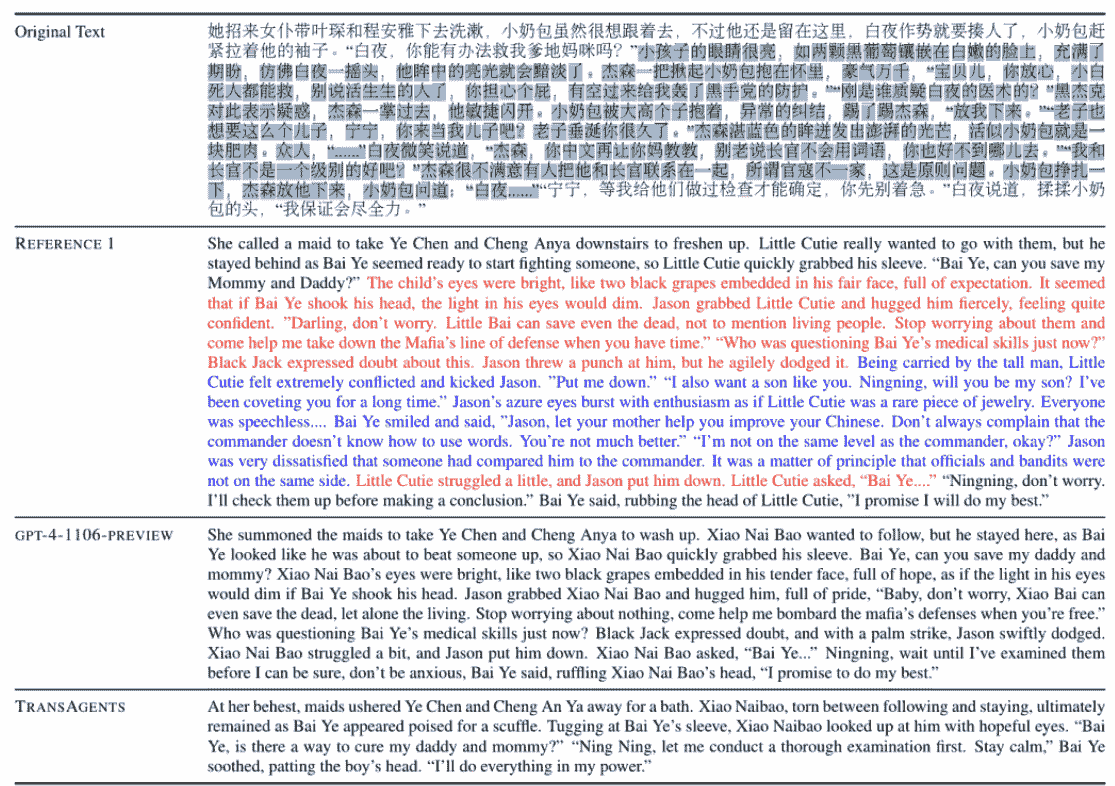 Original Text
她招来女仆带叶琛和程安雅下去洗漱，小奶包虽然很想跟着去，不过他还是留在这里，白夜作势就要揍人了，小奶包赶
紧拉着他的袖子。“白夜，你能有办法救我爹地妈咪吗？”小孩子的眼睛很亮，如两颗黑葡萄镶嵌在白嫩的脸上，充满了
期盼，仿佛白夜一摇头，他眸中的亮光就会黯淡了。杰森一把揪起小奶包抱在怀里，豪气万千，“宝贝儿，你放心，小白
死人都能救，别说活生生的人了，你担心个屁，有空过来给我轰了黑手党的防护。”“刚是谁质疑白夜的医术的？”黑杰克
对此表示疑惑，杰森一掌过去，他敏捷闪开。小奶包被大高个子抱着，异常的纠结，踢了踢杰森，“放我下来。”“老子也
想要这么个儿子，宁宁，你来当我儿子吧？老子垂涎你很久了。”杰森湛蓝色的眸迸发出澎湃的光芒，活似小奶包就是一
块肥肉。众人，“......”白夜微笑说道，“杰森，你中文再让你妈教教，别老说长官不会用词语，你也好不到哪儿去。”“我和
长官不是一个级别的好吧？”杰森很不满意有人把他和长官联系在一起，所谓官寇不一家，这是原则问题。小奶包挣扎一
下，杰森放他下来，小奶包问道；“白夜......”“宁宁，等我给他们做过检查才能确定，你先别着急。”白夜说道，揉揉小奶
包的头，“我保证会尽全力。”
REFERENCE 1
She called a maid to take Ye Chen and Cheng Anya downstairs to freshen up. Little Cutie really wanted to go with them, but he
stayed behind as Bai Ye seemed ready to start fighting someone, so Little Cutie quickly grabbed his sleeve. “Bai Ye, can you save my
Mommy and Daddy?” The child’s eyes were bright, like two black grapes embedded in his fair face, full of expectation. It seemed
that if Bai Ye shook his head, the light in his eyes would dim. Jason grabbed Little Cutie and hugged him fiercely, feeling quite
confident. ”Darling, don’t worry. Little Bai can save even the dead, not to mention living people. Stop worrying about them and
come help me take down the Mafia’s line of defense when you have time.” “Who was questioning Bai Ye’s medical skills just now?”
Black Jack expressed doubt about this. Jason threw a punch at him, but he agilely dodged it. Being carried by the tall man, Little
Cutie felt extremely conflicted and kicked Jason. ”Put me down.” “I also want a son like you. Ningning, will you be my son? I’ve
been coveting you for a long time.” Jason’s azure eyes burst with enthusiasm as if Little Cutie was a rare piece of jewelry. Everyone
was speechless.... Bai Ye smiled and said, ”Jason, let your mother help you improve your Chinese. Don’t always complain that the
commander doesn’t know how to use words. You’re not much better.” “I’m not on the same level as the commander, okay?” Jason
was very dissatisfied that someone had compared him to the commander. It was a matter of principle that officials and bandits were
not on the same side. Little Cutie struggled a little, and Jason put him down. Little Cutie asked, “Bai Ye....” “Ningning, don’t worry.
I’ll check them up before making a conclusion.” Bai Ye said, rubbing the head of Little Cutie, ”I promise I will do my best.”
GPT-4-1106-PREVIEW
She summoned the maids to take Ye Chen and Cheng Anya to wash up. Xiao Nai Bao wanted to follow, but he stayed here, as Bai
Ye looked like he was about to beat someone up, so Xiao Nai Bao quickly grabbed his sleeve. Bai Ye, can you save my daddy and
mommy? Xiao Nai Bao’s eyes were bright, like two black grapes embedded in his tender face, full of hope, as if the light in his eyes
would dim if Bai Ye shook his head. Jason grabbed Xiao Nai Bao and hugged him, full of pride, “Baby, don’t worry, Xiao Bai can
even save the dead, let alone the living. Stop worrying about nothing, come help me bombard the mafia’s defenses when you’re free.”
Who was questioning Bai Ye’s medical skills just now? Black Jack expressed doubt, and with a palm strike, Jason swiftly dodged.
Xiao Nai Bao struggled a bit, and Jason put him down. Xiao Nai Bao asked, “Bai Ye...” Ningning, wait until I’ve examined them
before I can be sure, don’t be anxious, Bai Ye said, ruffling Xiao Nai Bao’s head, “I promise to do my best.”
TRANSAGENTS
At her behest, maids ushered Ye Chen and Cheng An Ya away for a bath. Xiao Naibao, torn between following and staying, ultimately
remained as Bai Ye appeared poised for a scuffle. Tugging at Bai Ye’s sleeve, Xiao Naibao looked up at him with hopeful eyes. “Bai
Ye, is there a way to cure my daddy and mommy?” “Ning Ning, let me conduct a thorough examination first. Stay calm,” Bai Ye
soothed, patting the boy’s head. “I’ll do everything in my power.”